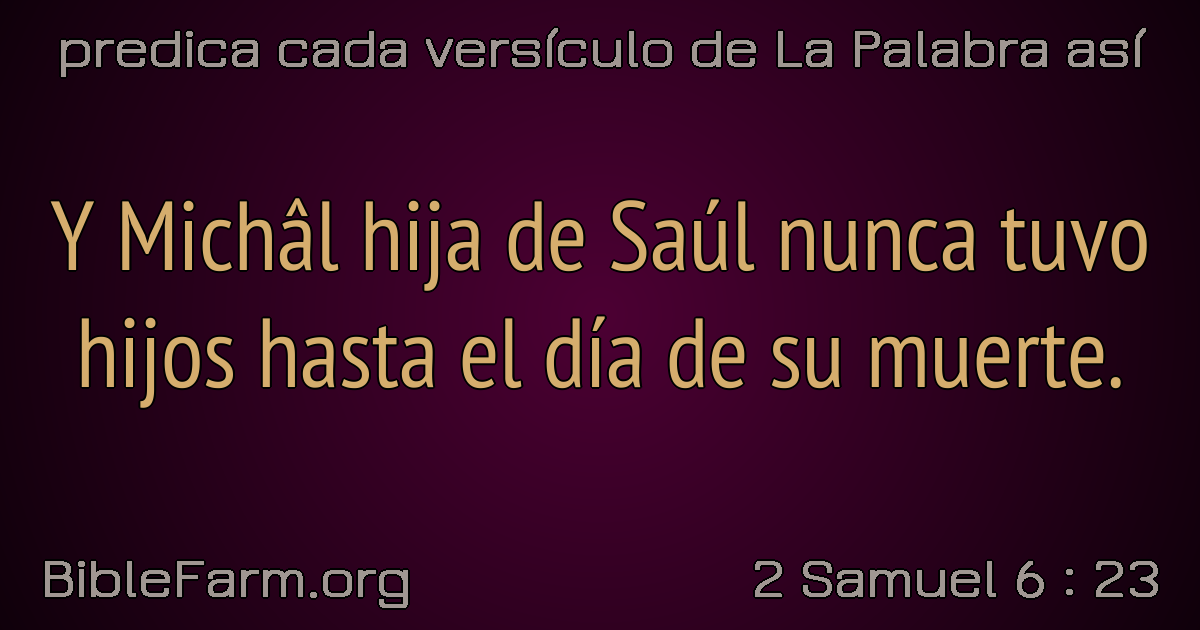 predica cada versículo de La Palabra así
Y Michâl hija de Saúl nunca tuvo
hijos hasta el día de su muerte.
BibleFarm.org
2 Samuel 6 : 23